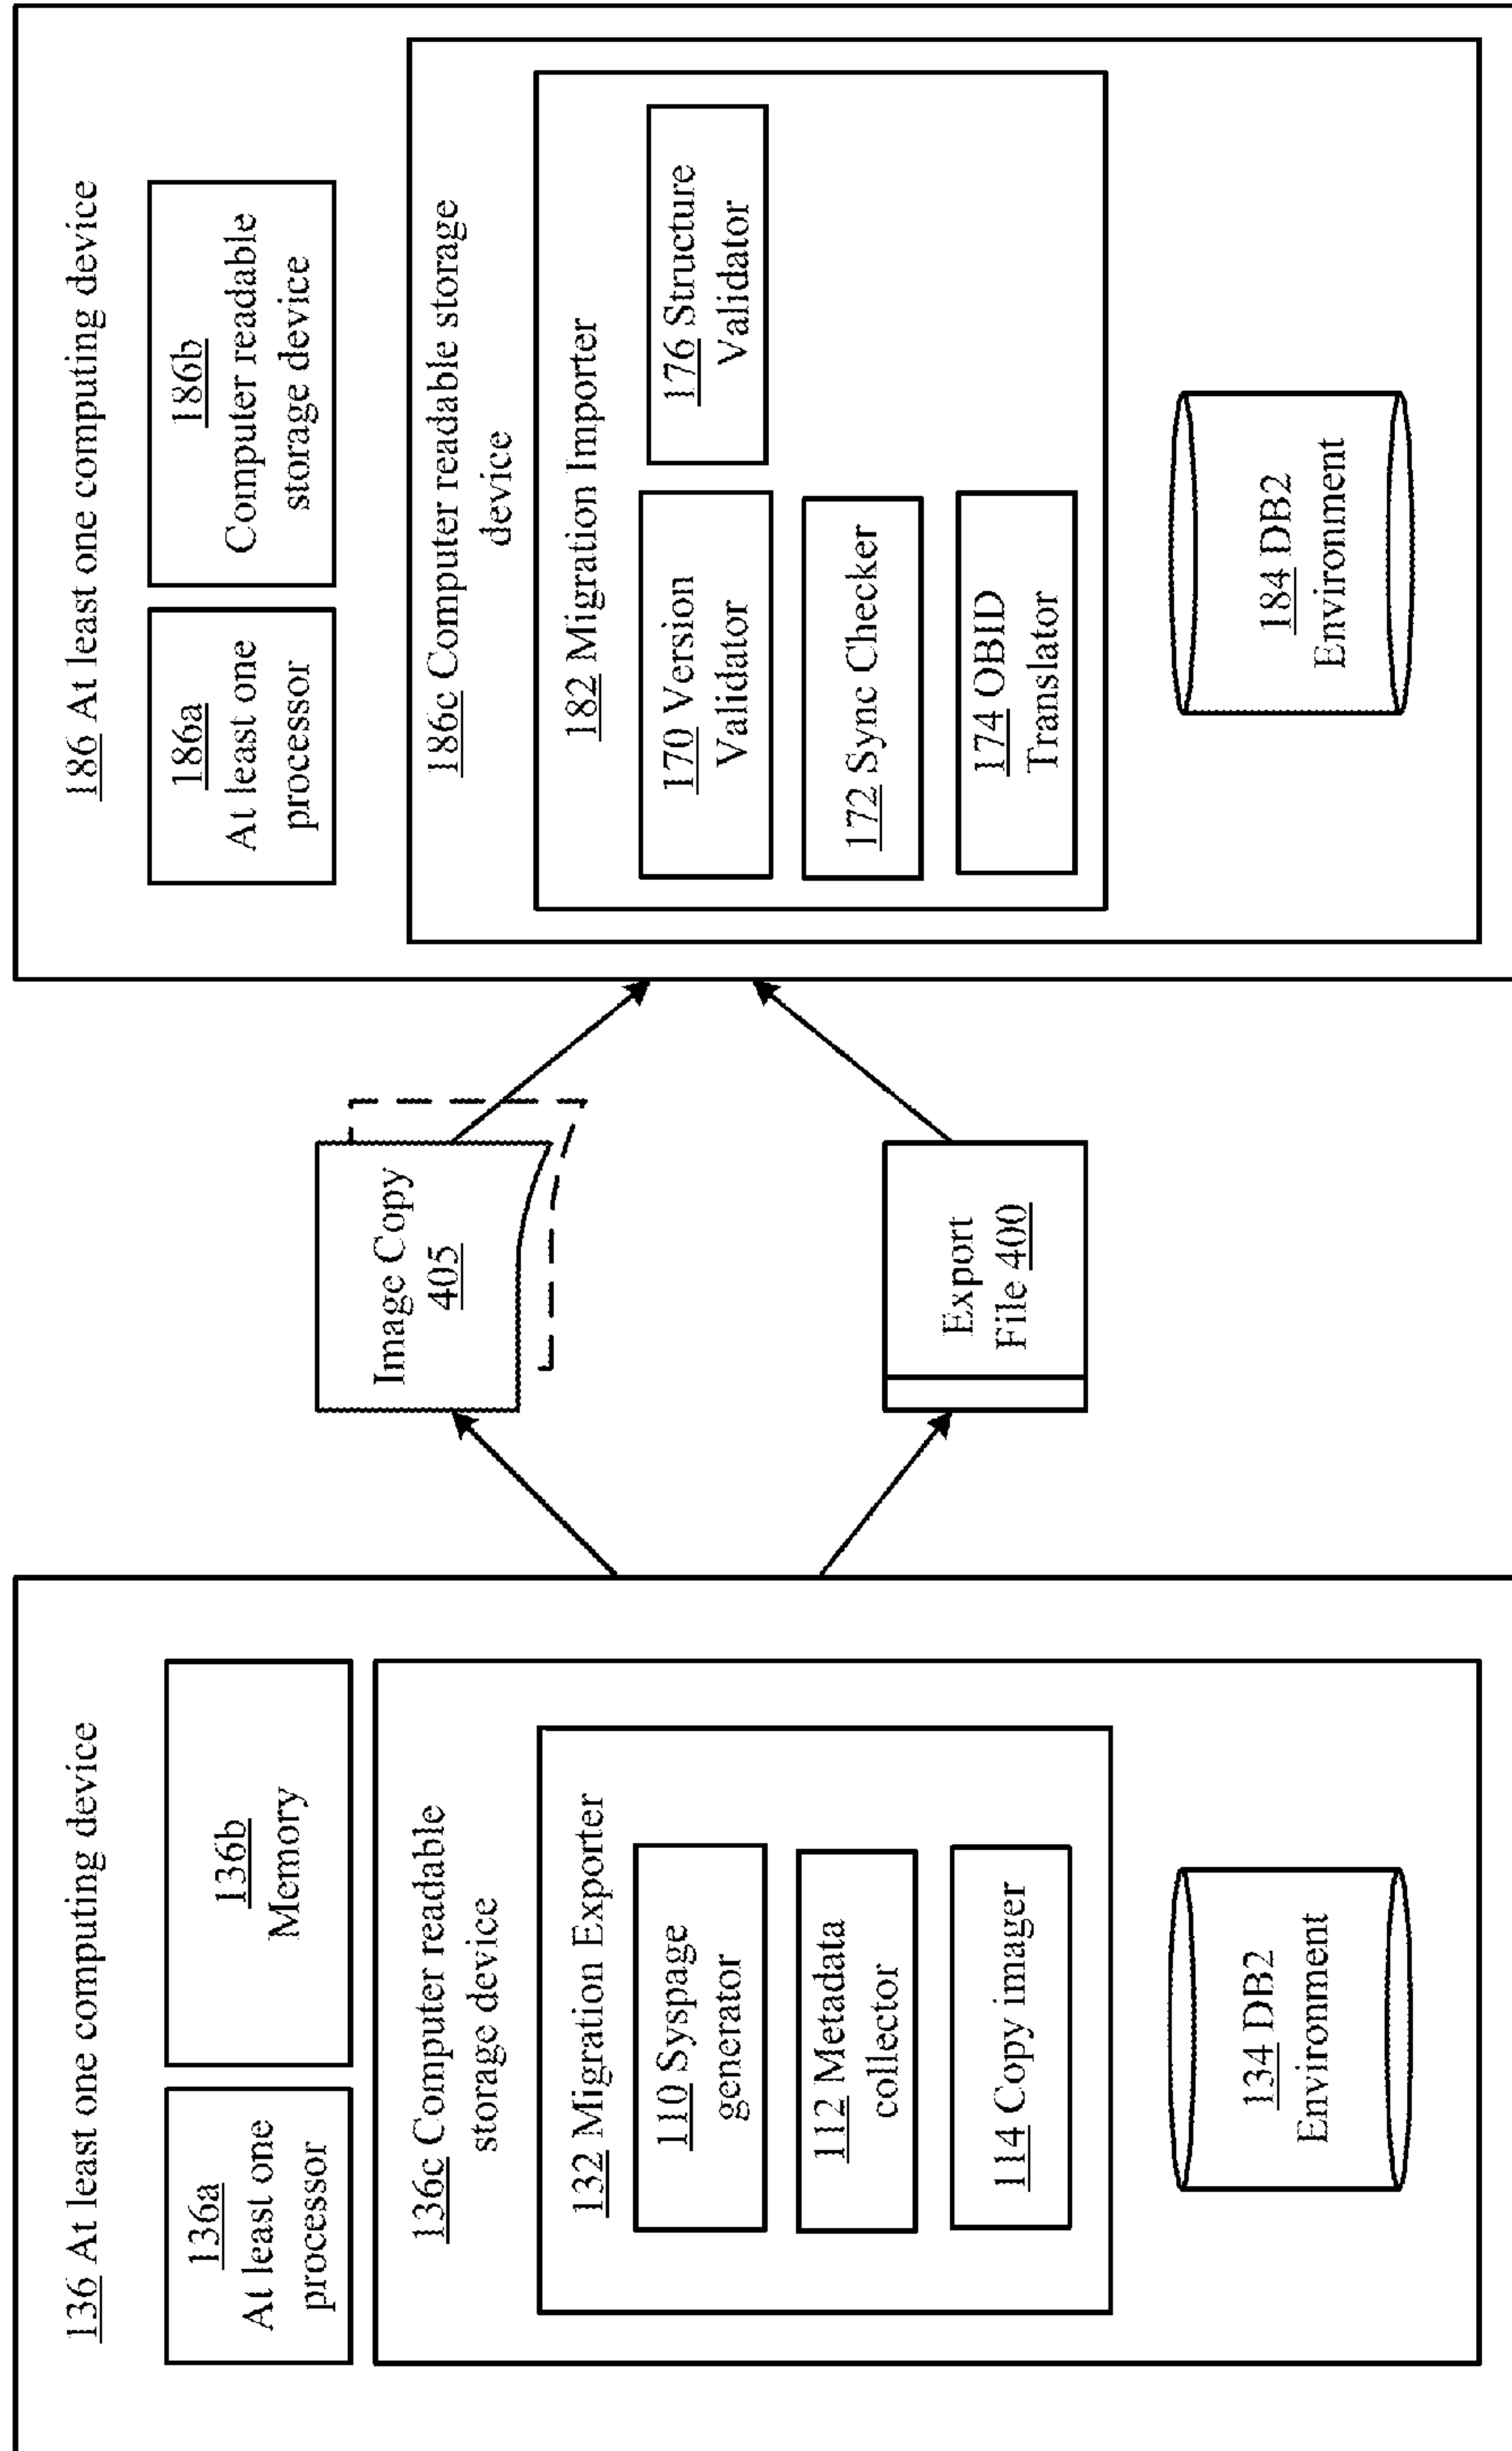 136 At least one computing device
136a
At least one
processor
136b
Memory
136c Computer readable
storage device
132 Migration Exporter
110 Syspage
generator
112 Metadata
collector
114 Copy imager
134 DB2
Environment
Image Copy
405
Export
File 400
186 At least one computing device
186a
At least one
processor
186b
Computer readable
storage device
186c Computer readable storage
device
182 Migration Importer
170 Version
Validator
176 Structure
Validator
172 Sync Checker
174 OBID
Translator
184 DB2
Environment